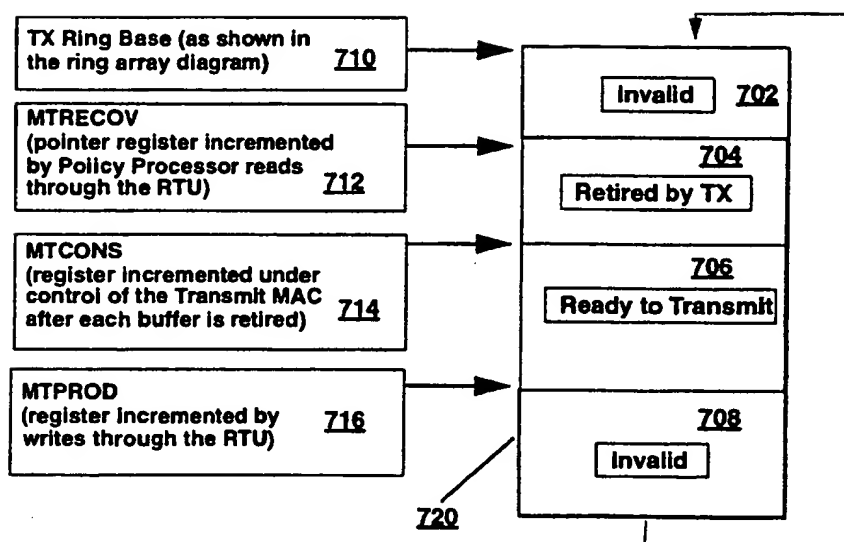 TX Ring Base (as shown in
the ring array diagram) 710
MTRECOV
(pointer register incremented
by Policy Processor reads
through the RTU) 712
MTCONS
(register incremented under
control of the Transmit MAC
after each buffer is retired) 714
MTPROD
(register incremented by
writes through the RTU) 716
Invalid 702
704
Retired by TX
706
Ready to Transmit
708
Invalid
720